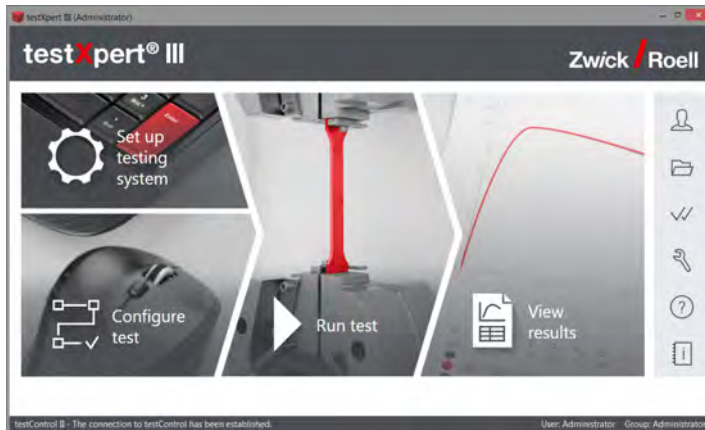 testXpert III (Administrator)
testXpert® III
Zwick / Roell
Enter
Set up
testing
system
Configure
test
Run test
View
results
testControl II - The connection to testControl has been established.
User: Administrator Group: Administrator